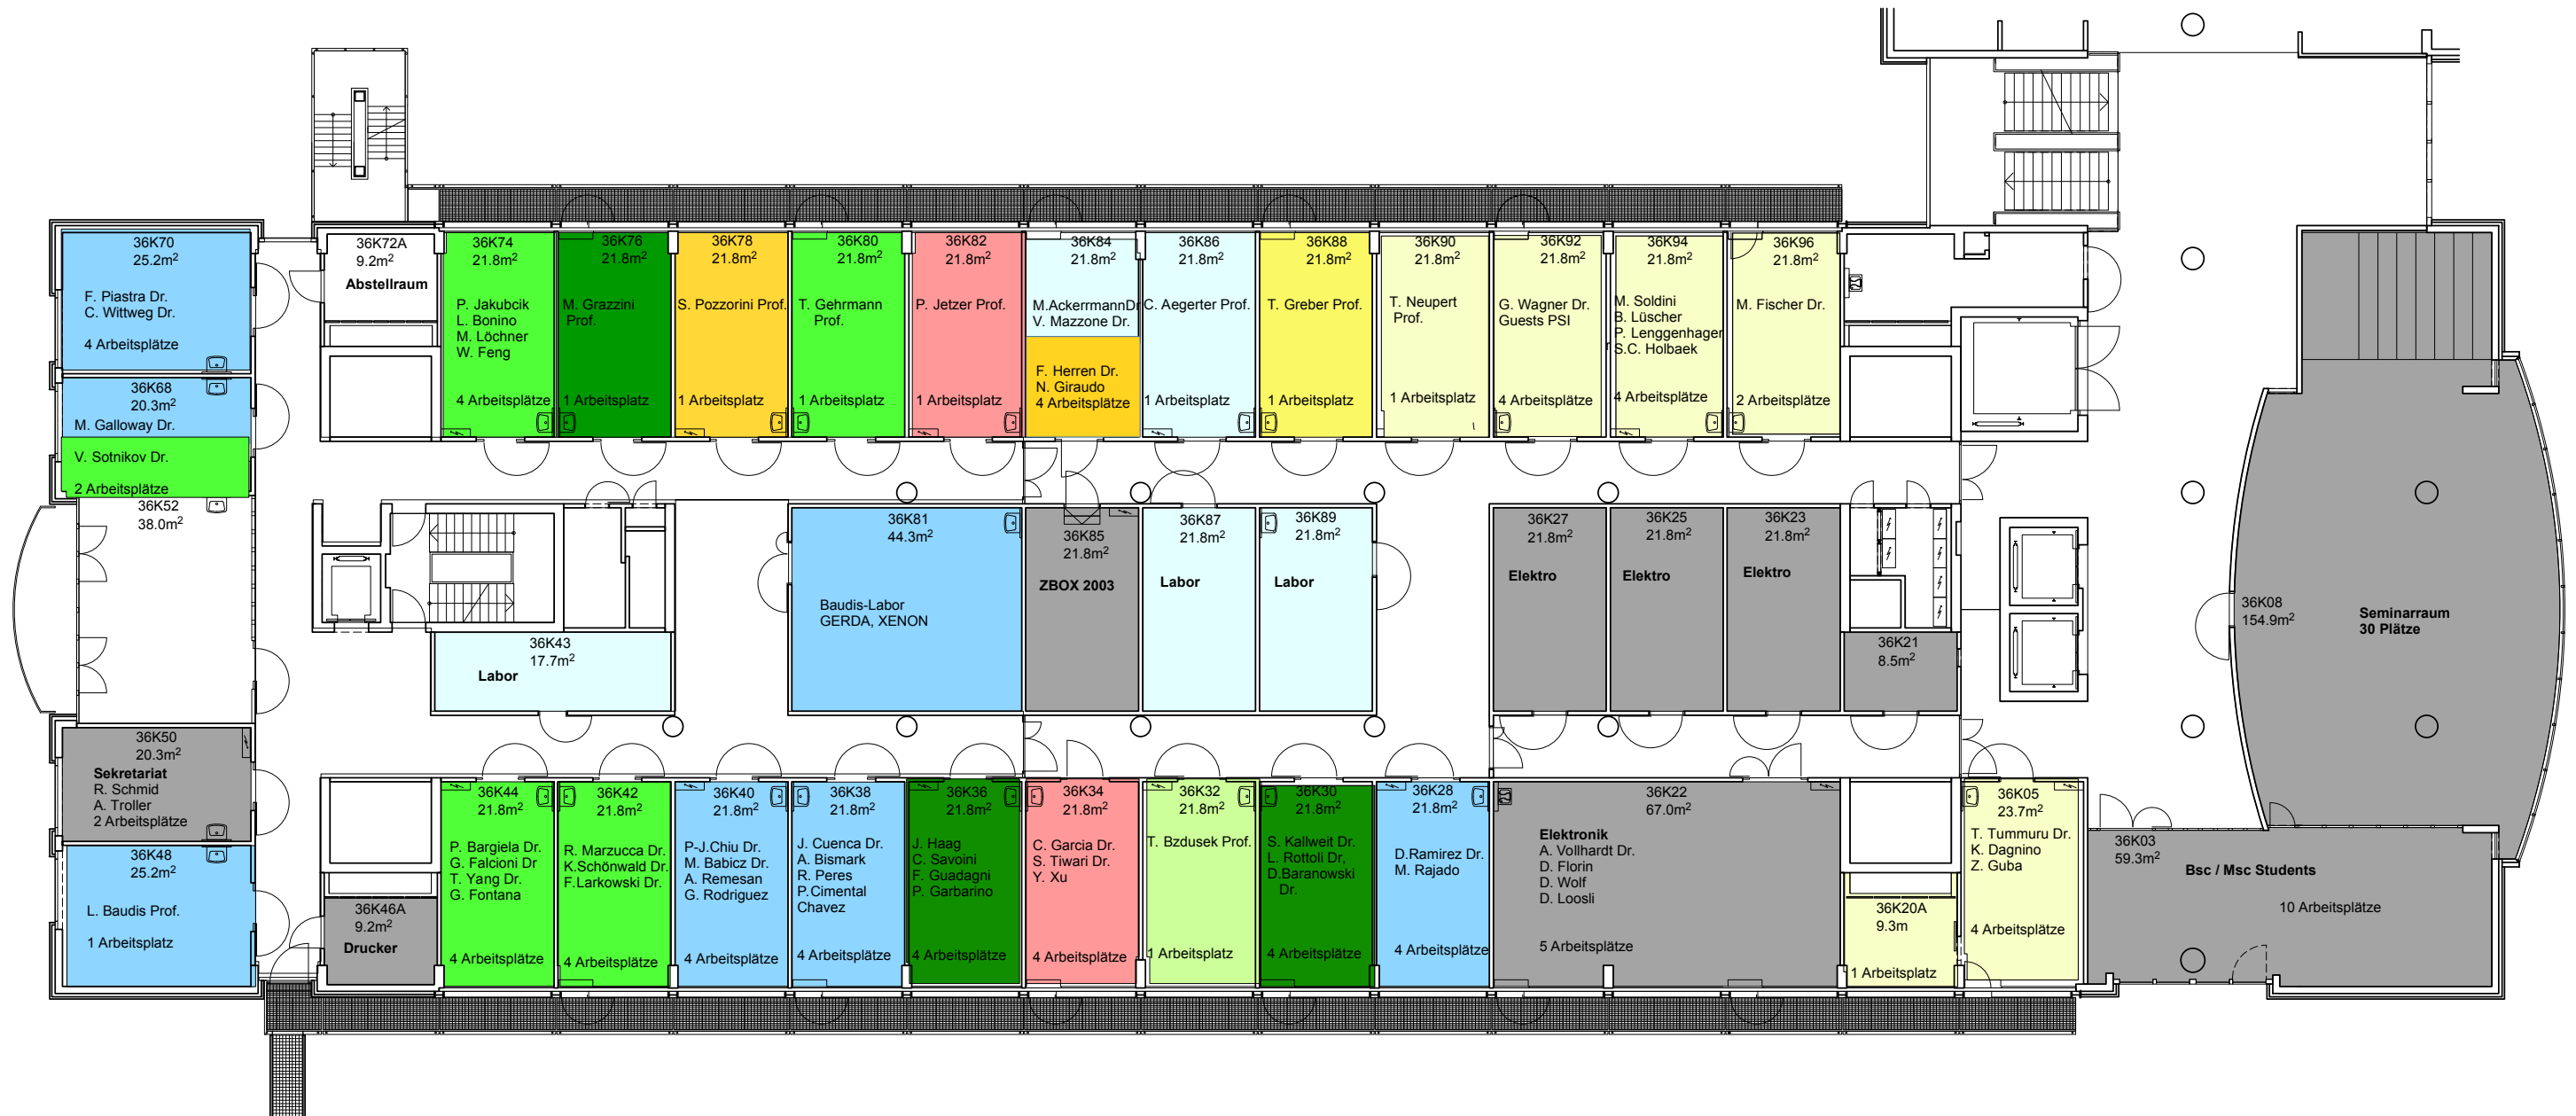 36K70
25.2m²
F. Piastra Dr.
C. Wittweg Dr.
4 Arbeitsplätze
36K68
20.3m²
M. Galloway Dr.
V. Sotnikov Dr.
2 Arbeitsplätze
36K52
38.0m²
36K50
20.3m²
Sekretariat
R. Schmid
A. Troller
2 Arbeitsplätze
36K48
25.2m²
L. Baudis Prof.
1 Arbeitsplatz
36K72A
9.2m²
Abstellraum
36K74
21.8m²
P. Jakubcik
L. Bonino
M. Löchner
W. Feng
4 Arbeitsplätze
36K76
21.8m²
M. Grazzini
Prof.
1 Arbeitsplatz
36K78
21.8m²
S. Pozzorini Prof.
1 Arbeitsplatz
36K80
21.8m²
T. Gehrmann
Prof.
1 Arbeitsplatz
36K82
21.8m²
P. Jetzer Prof.
1 Arbeitsplatz
36K84
21.8m²
M.AckerrmannDr
V. Mazzone Dr.
F. Herren Dr.
N. Giraudo
4 Arbeitsplätze
36K86
21.8m²
C. Aegerter Prof.
1 Arbeitsplatz
36K88
21.8m²
T. Greber Prof.
1 Arbeitsplatz
36K90
21.8m²
T. Neupert
Prof.
1 Arbeitsplatz
36K92
21.8m²
G. Wagner Dr.
Guests PSI
4 Arbeitsplätze
36K94
21.8m²
M. Soldini
B. Lüscher
P. Lenggenhager
S.C. Holbaek
4 Arbeitsplätze
36K96
21.8m²
M. Fischer Dr.
2 Arbeitsplätze
36K43
17.7m²
Labor
36K81
44.3m²
Baudis-Labor
GERDA, XENON
36K85
21.8m²
ZBOX 2003
36K87
21.8m²
Labor
36K89
21.8m²
Labor
36K27
21.8m²
Elektro
36K25
21.8m²
Elektro
36K23
21.8m²
Elektro
36K21
8.5m²
36K08
154.9m²
Seminarraum
30 Plätze
36K46A
9.2m²
Drucker
36K44
21.8m²
P. Bargiela Dr.
G. Falcioni Dr
T. Yang Dr.
G. Fontana
4 Arbeitsplätze
36K42
21.8m²
R. Marzucca Dr.
K.Schönwald Dr.
F.Larkowski Dr.
4 Arbeitsplätze
36K40
21.8m²
P-J.Chiu Dr.
M. Babicz Dr.
A. Remesan
G. Rodriguez
4 Arbeitsplätze
36K38
21.8m²
J. Cuenca Dr.
A. Bismark
R. Peres
P.Cimental
Chavez
4 Arbeitsplätze
36K36
21.8m²
J. Haag
C. Savoini
F. Guadagni
P. Garbarino
4 Arbeitsplätze
36K34
21.8m²
C. Garcia Dr.
S. Tiwari Dr.
Y. Xu
4 Arbeitsplätze
36K32
21.8m²
T. Bzdusek Prof.
1 Arbeitsplatz
36K30
21.8m²
S. Kallweit Dr.
L. Rottoli Dr,
D.Baranowski
Dr.
4 Arbeitsplätze
36K28
21.8m²
D.Ramirez Dr.
M. Rajado
4 Arbeitsplätze
36K22
67.0m²
Elektronik
A. Vollhardt Dr.
D. Florin
D. Wolf
D. Loosli
5 Arbeitsplätze
36K20A
9.3m
1 Arbeitsplatz
36K05
23.7m²
T. Tummuru Dr.
K. Dagnino
Z. Guba
4 Arbeitsplätze
36K03
59.3m²
Bsc / Msc Students
10 Arbeitsplätze